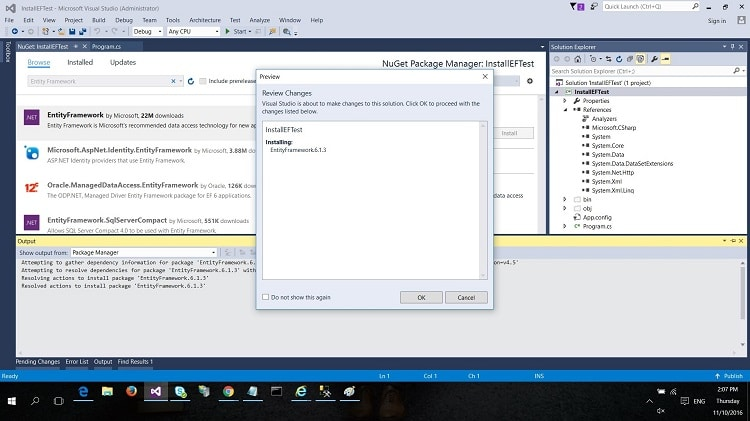 InstallEFTest - Microsoft Visual Studio (Administrator)
Quick Launch (Ctrl+Q)
File Edit View Project Build Debug Team Tools Architecture Test Analyze Window Help
Sign in
Debug Any CPU Start
Toolbox
NuGet: InstallEFTest Program.cs
Browse Installed Updates
NuGet Package Manager: InstallEFTest
Entity Framework
Include prerelease
EntityFramework by Microsoft, 22M downloads
Entity Framework is Microsoft's recommended data access technology for new ap
Microsoft.AspNet.Identity.EntityFramework by Microsoft, 3.88M
ASP.NET Identity providers that use Entity Framework.
Oracle.ManagedDataAccess.EntityFramework by Oracle, 126K down
The ODP.NET, Managed Driver Entity Framework package for EF 6 applications.
EntityFramework.SqlServerCompact by Microsoft, 551K downloads
Allows SQL Server Compact 4.0 to be used with Entity Framework.
Install
data access
Preview
Review Changes
Visual Studio is about to make changes to this solution. Click OK to proceed with the
changes listed below.
InstallEFTest
Installing:
EntityFramework.6.1.3
Do not show this again
OK
Cancel
Solution Explorer
Search Solution Explorer (Ctrl+;)
Solution 'InstallEFTest' (1 project)
InstallEFTest
Properties
References
Analyzers
Microsoft.CSharp
System
System.Core
System.Data
System.Data.DataSetExtensions
System.Net.Http
System.Xml
System.Xml.Linq
bin
obj
App.config
Program.cs
Output
Show output from: Package Manager
Attempting to gather dependency information for package 'EntityFramework.6.
on=v4.5'
Attempting to resolve dependencies for package 'EntityFramework.6.1.3' with
Resolving actions to install package 'EntityFramework.6.1.3'
Resolved actions to install package 'EntityFramework.6.1.3'
Pending Changes Error List Output Find Results 1
Ready
Ln 1 Col 1 Ch 1 INS
Publish
ENG
2:07 PM
Thursday
11/10/2016